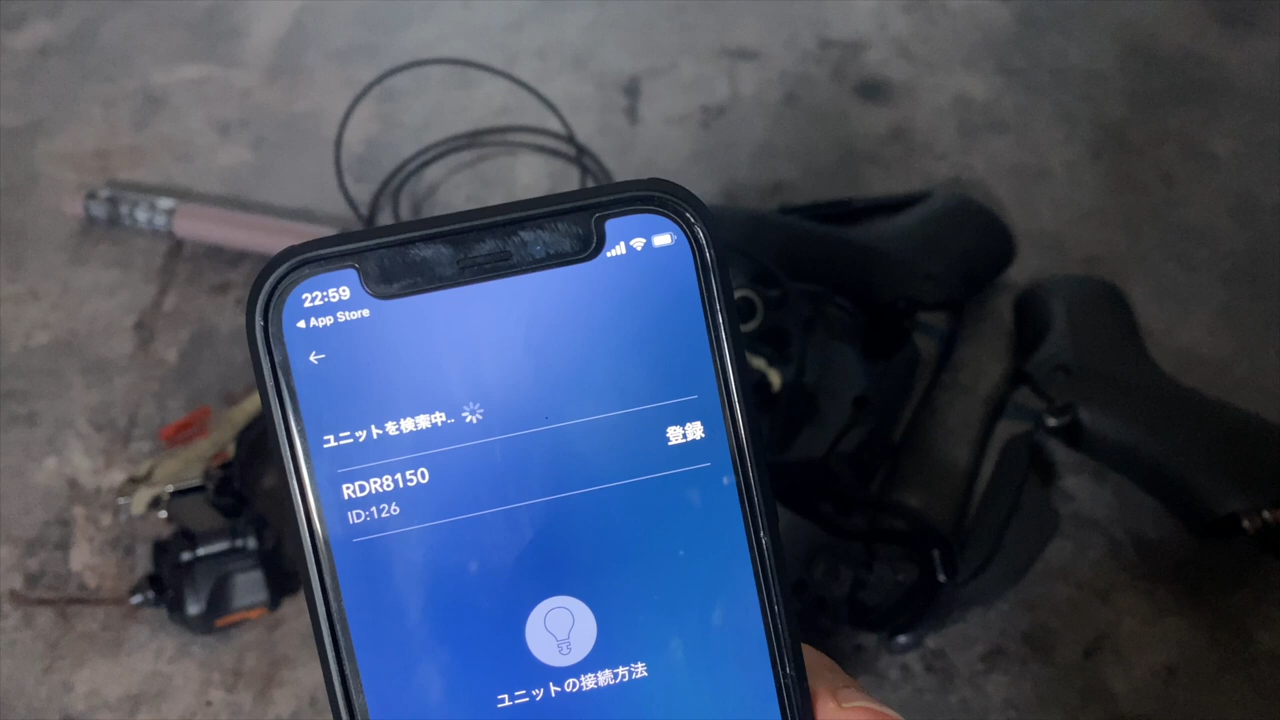 22:59
◀ App Store
←
ユニットを検索中..
登録
RDR8150
ID:126
ユニットの接続方法